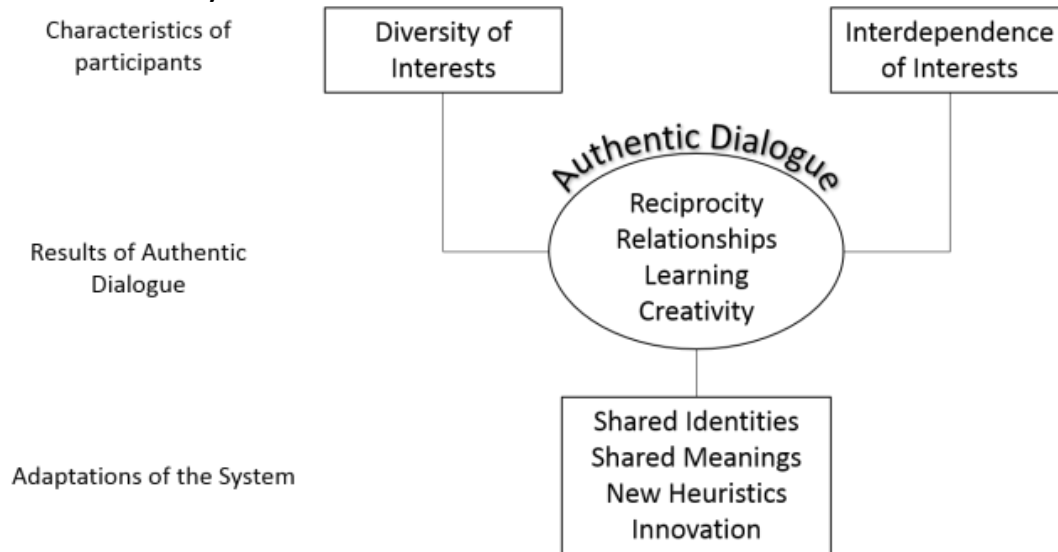 Characteristics of
participants
Diversity of
Interests
Interdependence
of Interests
Authentic Dialogue
Reciprocity
Relationships
Learning
Creativity
Results of Authentic
Dialogue
Shared Identities
Shared Meanings
New Heuristics
Innovation
Adaptations of the System